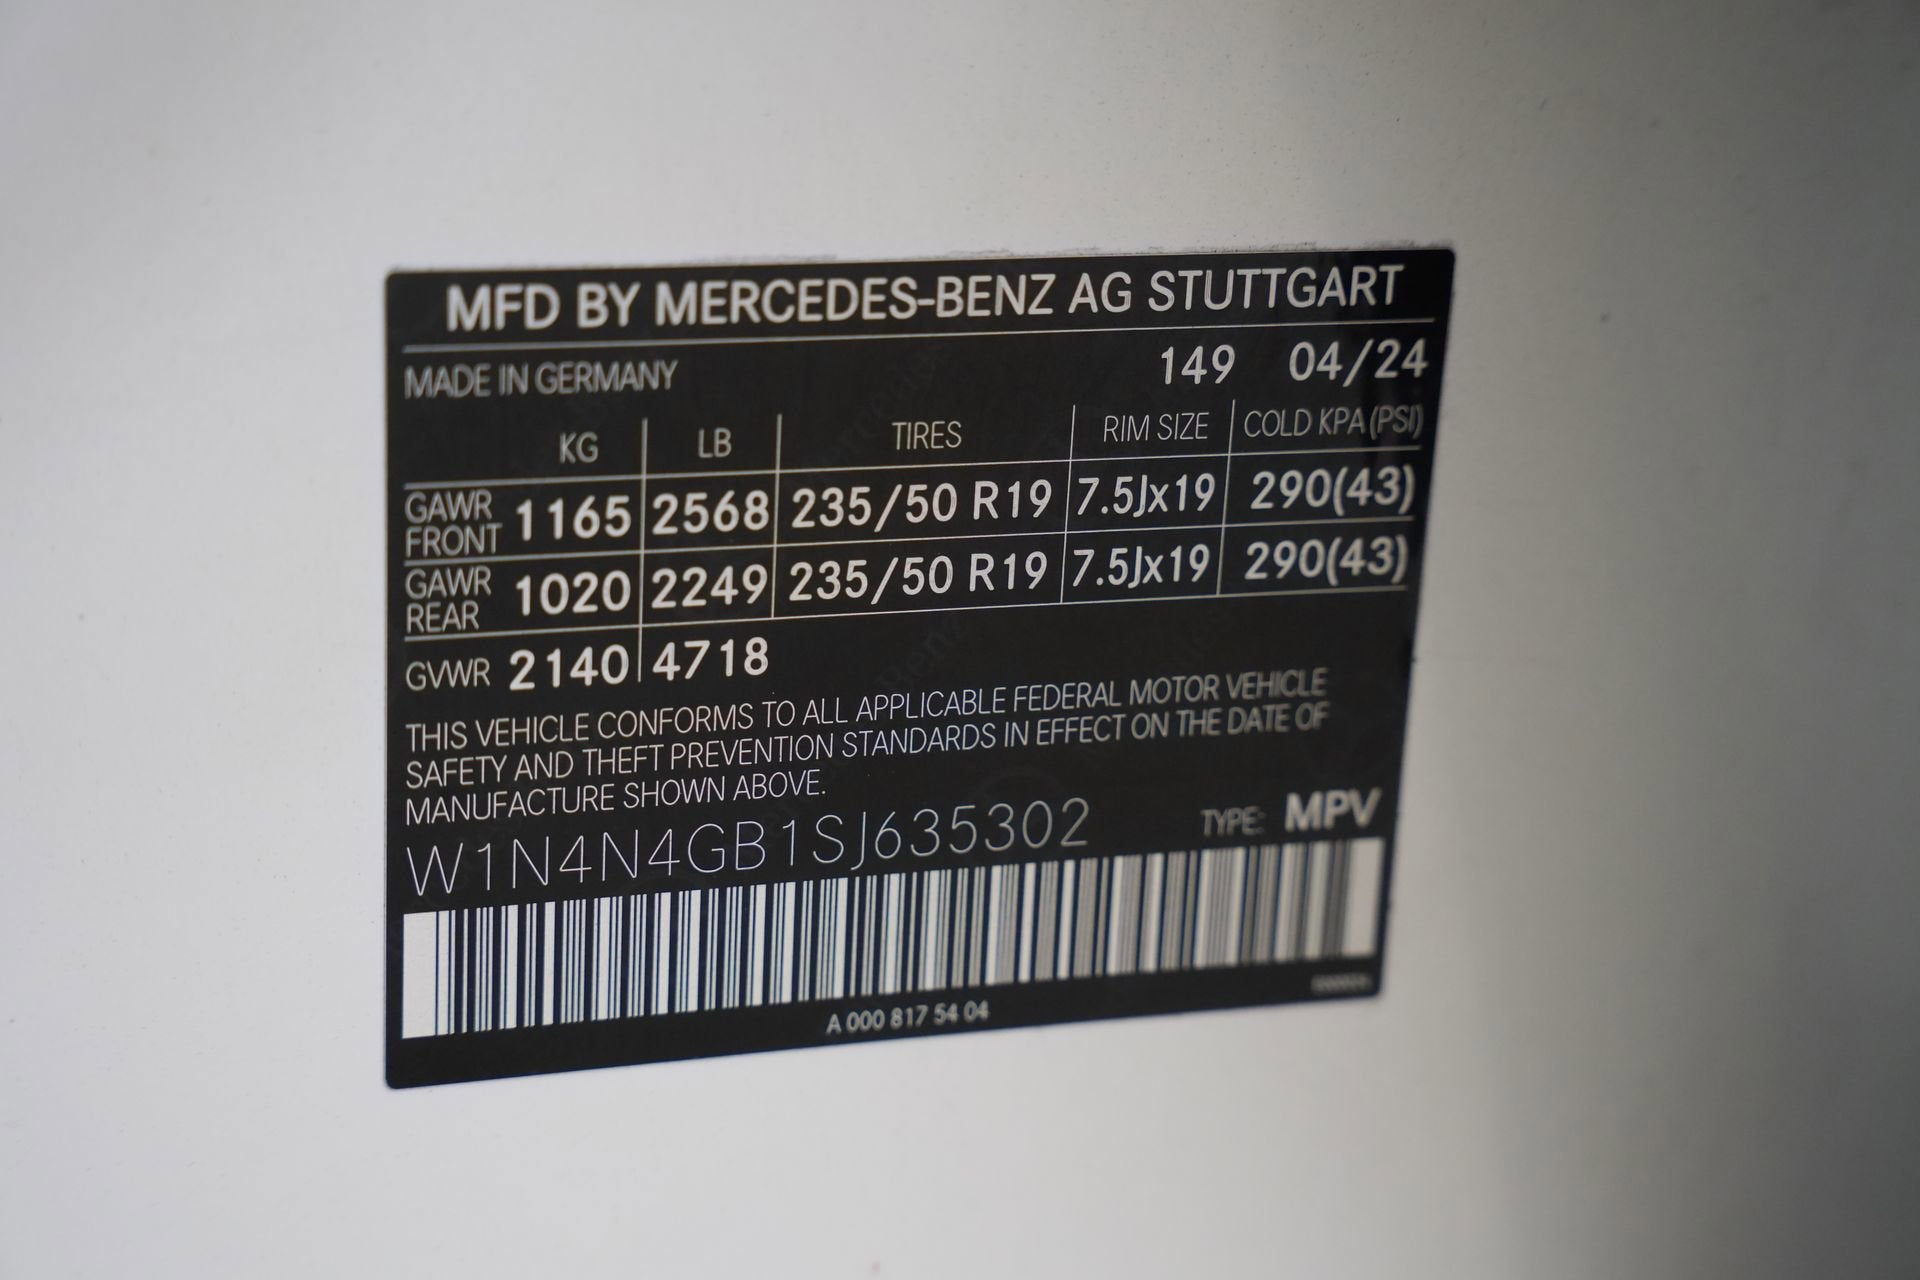 MFD BY MERCEDES-BENZ AG STUTTGART
MADE IN GERMANY 149 04/24
KG LB TIRES RIM SIZE COLD KPA (PSI)
GAWR FRONT 1165 2568 235/50 R19 7.5Jx19 290(43)
GAWR REAR 1020 2249 235/50 R19 7.5Jx19 290(43)
GVWR 2140 4718
THIS VEHICLE CONFORMS TO ALL APPLICABLE FEDERAL MOTOR VEHICLE
SAFETY AND THEFT PREVENTION STANDARDS IN EFFECT ON THE DATE OF
MANUFACTURE SHOWN ABOVE.
W1N4N4GB1SJ635302 TYPE: MPV
A 000 817 54 04